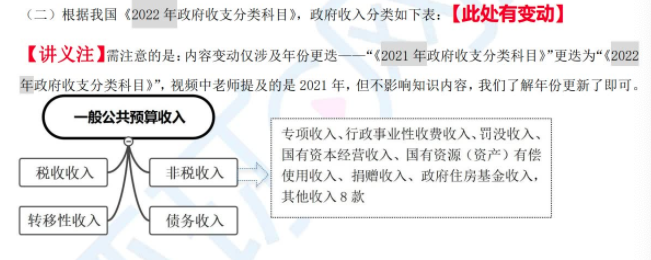 （二）根据我国《2022 年政府收支分类科目》，政府收入分类如下表：【此处有变动】
【讲义注】需注意的是：内容变动仅涉及年份更迭——“《2021 年政府收支分类科目》”更迭为“《2022
年政府收支分类科目》”，视频中老师提及的是 2021 年，但不影响知识内容，我们了解年份更新了即可。
一般公共预算收入
税收收入
非税收入
转移性收入
债务收入
专项收入、行政事业性收费收入、罚没收入、
国有资本经营收入、国有资源（资产）有偿
使用收入、捐赠收入、政府住房基金收入，
其他收入 8 款